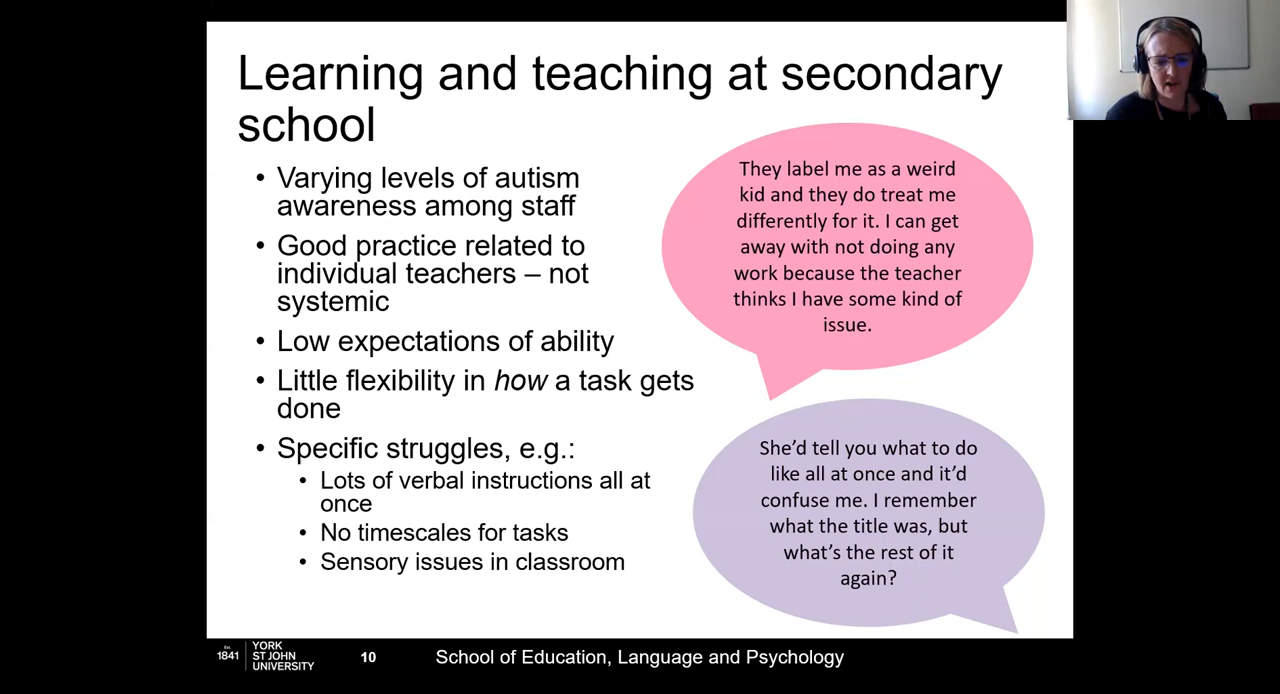 Learning and teaching at secondary
school
• Varying levels of autism
awareness among staff
• Good practice related to
individual teachers – not
systemic
• Low expectations of ability
• Little flexibility in how a task gets
done
• Specific struggles, e.g.:
• Lots of verbal instructions all at
once
• No timescales for tasks
• Sensory issues in classroom
They label me as a weird
kid and they do treat me
differently for it. I can get
away with not doing any
work because the teacher
thinks I have some kind of
issue.
She’d tell you what to do
like all at once and it’d
confuse me. I remember
what the title was, but
what’s the rest of it
again?
Est.
1841
YORK
ST JOHN
UNIVERSITY
10
School of Education, Language and Psychology